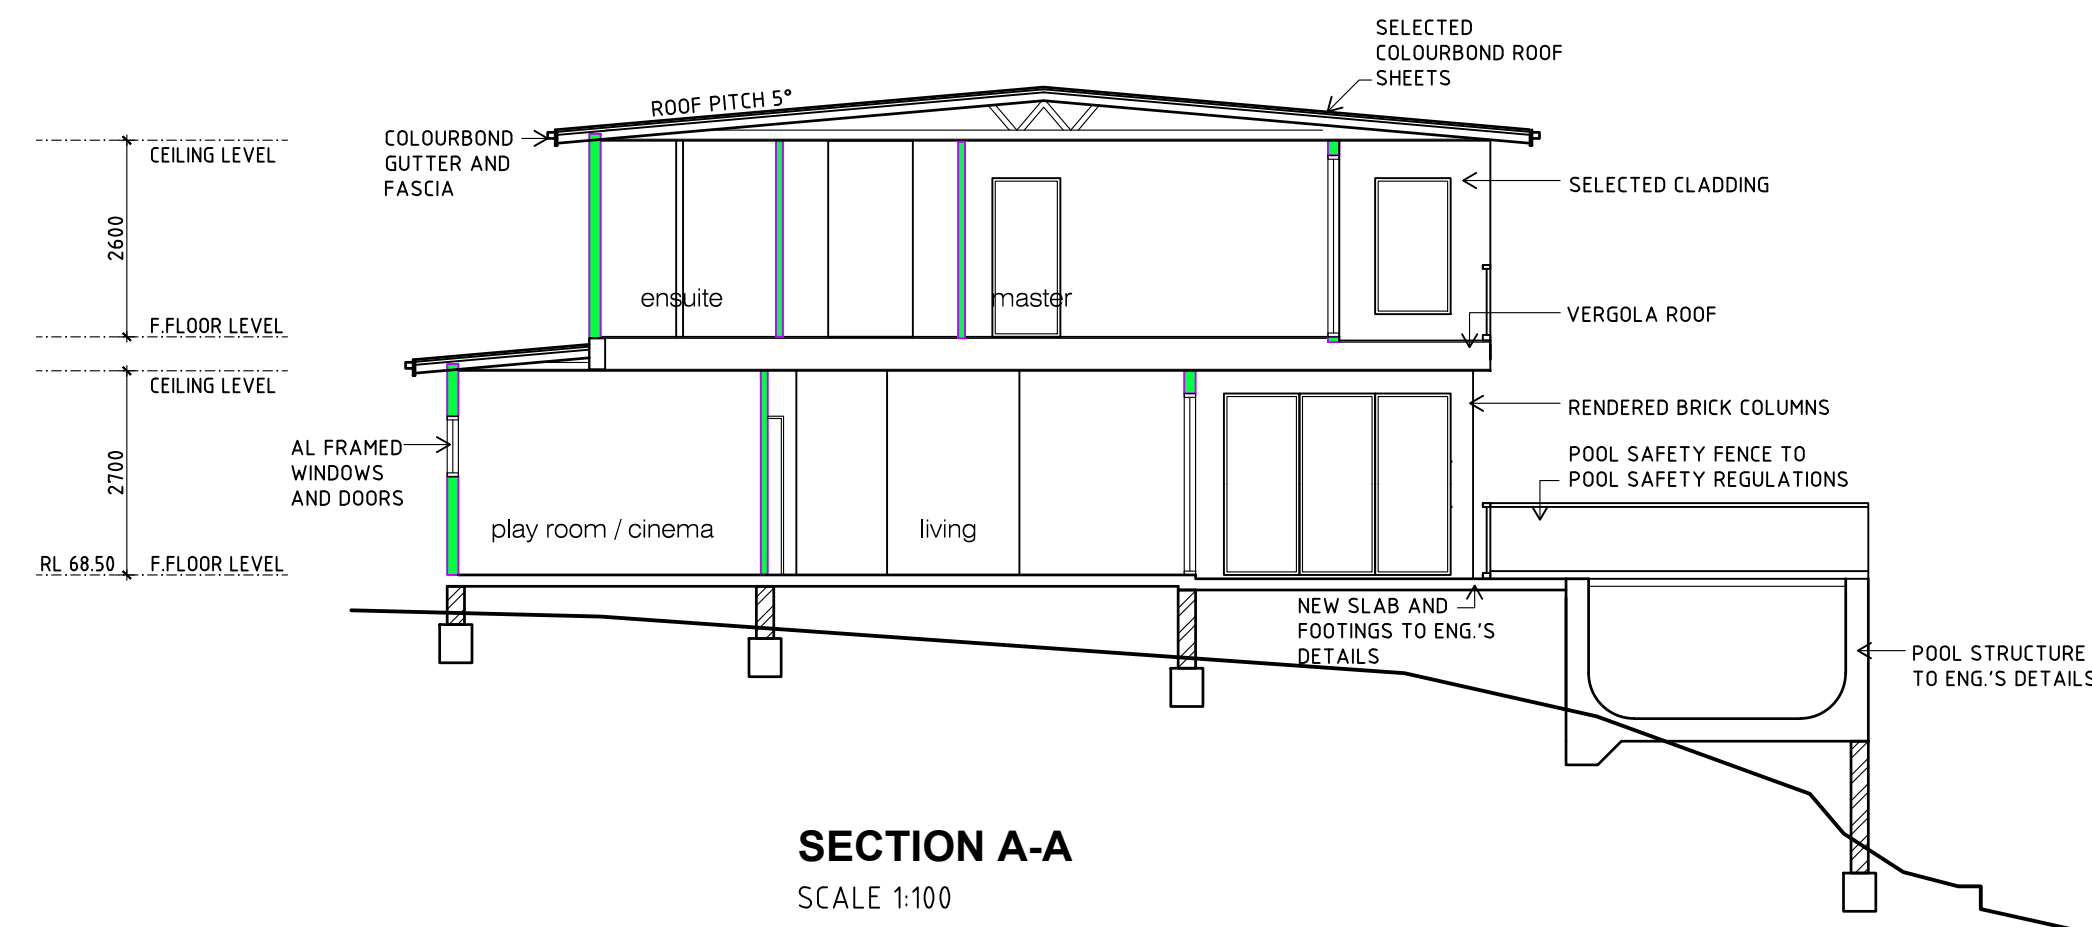 SELECTED
COLOURBOND ROOF
SHEETS
ROOF PITCH 5°
COLOURBOND
GUTTER AND
FASCIA
CEILING LEVEL
2600
F.FLOOR LEVEL
ensuite
master
SELECTED CLADDING
VERGOLA ROOF
CEILING LEVEL
2700
RL 68.50
F.FLOOR LEVEL
AL FRAMED
WINDOWS
AND DOORS
play room / cinema
living
RENDERED BRICK COLUMNS
POOL SAFETY FENCE TO
POOL SAFETY REGULATIONS
NEW SLAB AND
FOOTINGS TO ENG.'S
DETAILS
POOL STRUCTURE
TO ENG.'S DETAILS
SECTION A-A
SCALE 1:100